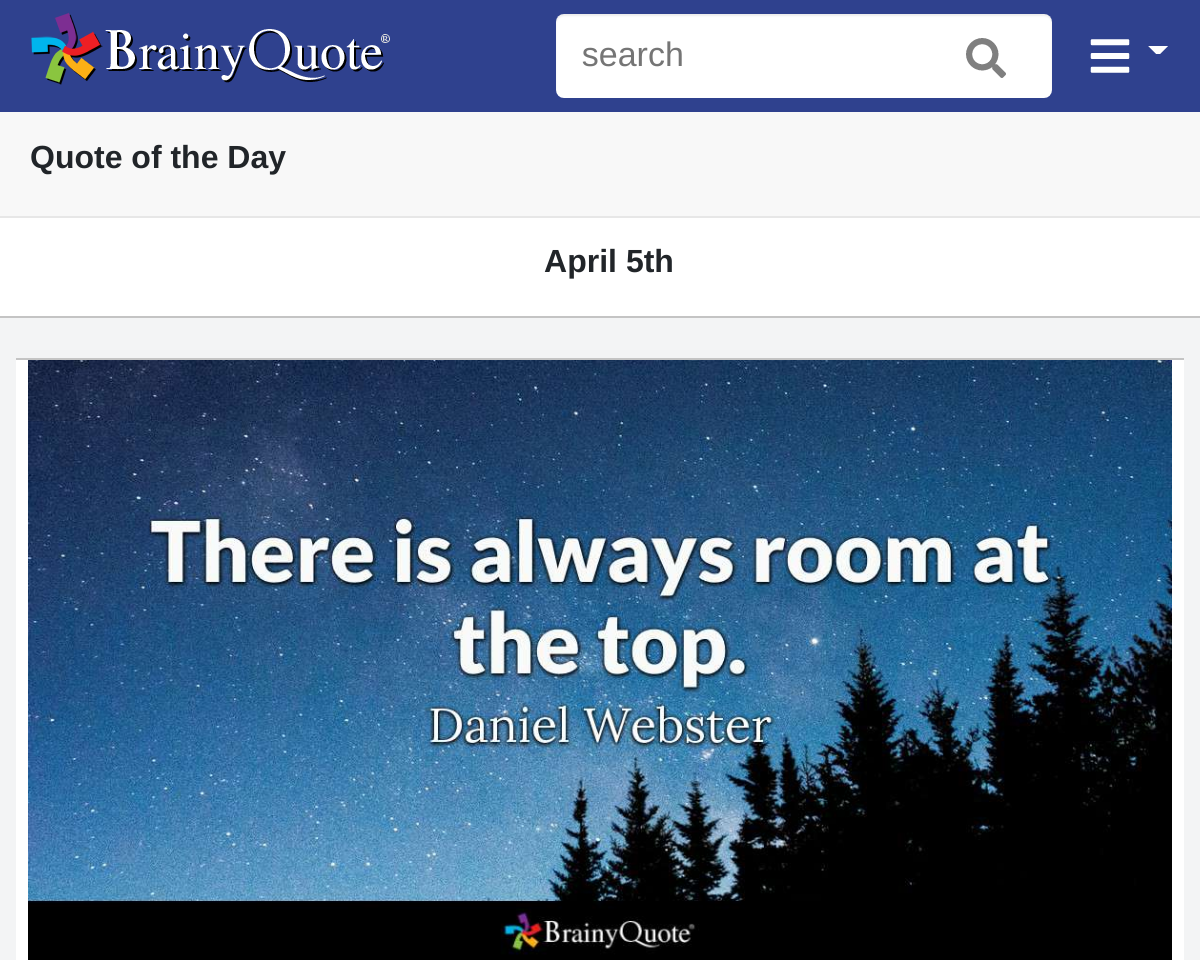 BrainyQuote®
search
Quote of the Day
April 5th
There is always room at
the top.
Daniel Webster
BrainyQuote®